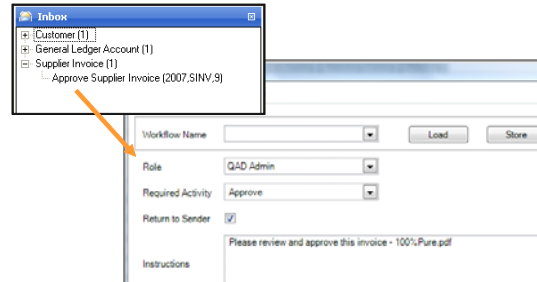 Inbox
Customer (1)
General Ledger Account (1)
Supplier Invoice (1)
Approve Supplier Invoice (2007,SINV,9)
Workflow Name
Load
Store
Role
QAD Admin
Required Activity
Approve
Return to Sender
Please review and approve this invoice - 100%Pure.pdf
Instructions